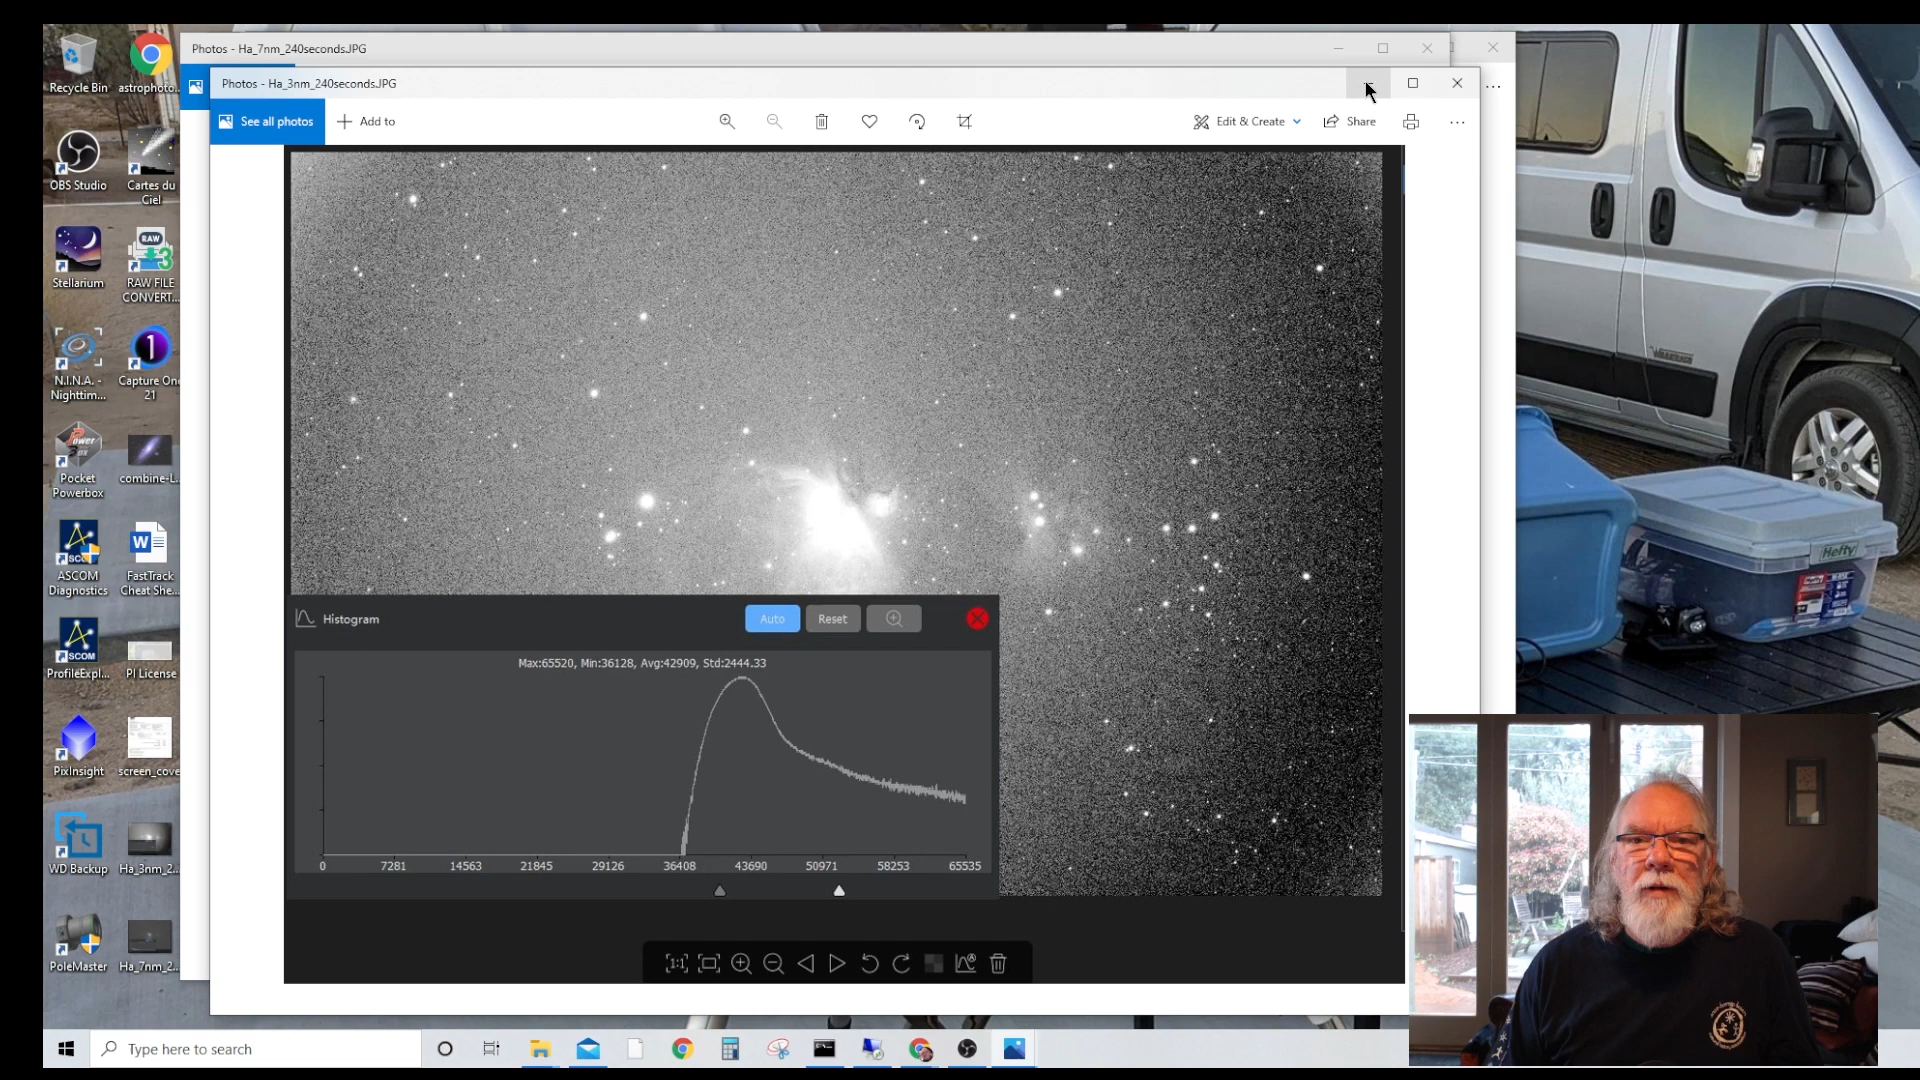 Photos - Ha_7nm_240seconds.JPG
Photos - Ha_3nm_240seconds.JPG
See all photos
Add to
Edit & Create
Share
Recycle Bin
astrophoto...
OBS Studio
Cartes du
Ciel
Stellarium
RAW FILE
CONVERT...
N.I.N.A. -
Nighttim...
Capture On
21
Pocket
Powerbox
combine-L...
ASCOM
Diagnostics
FastTrack
Cheat She...
ProfileExpl...
PI License
PixInsight
screen_cove
WD Backup
Ha_3nm_2...
PoleMaster
Ha_7nm_2...
Histogram
Auto
Reset
Max:65520, Min:36128, Avg:42909, Std:2444.33
0 7281 14563 21845 29126 36408 43690 50971 58253 65535
Hefty
Type here to search